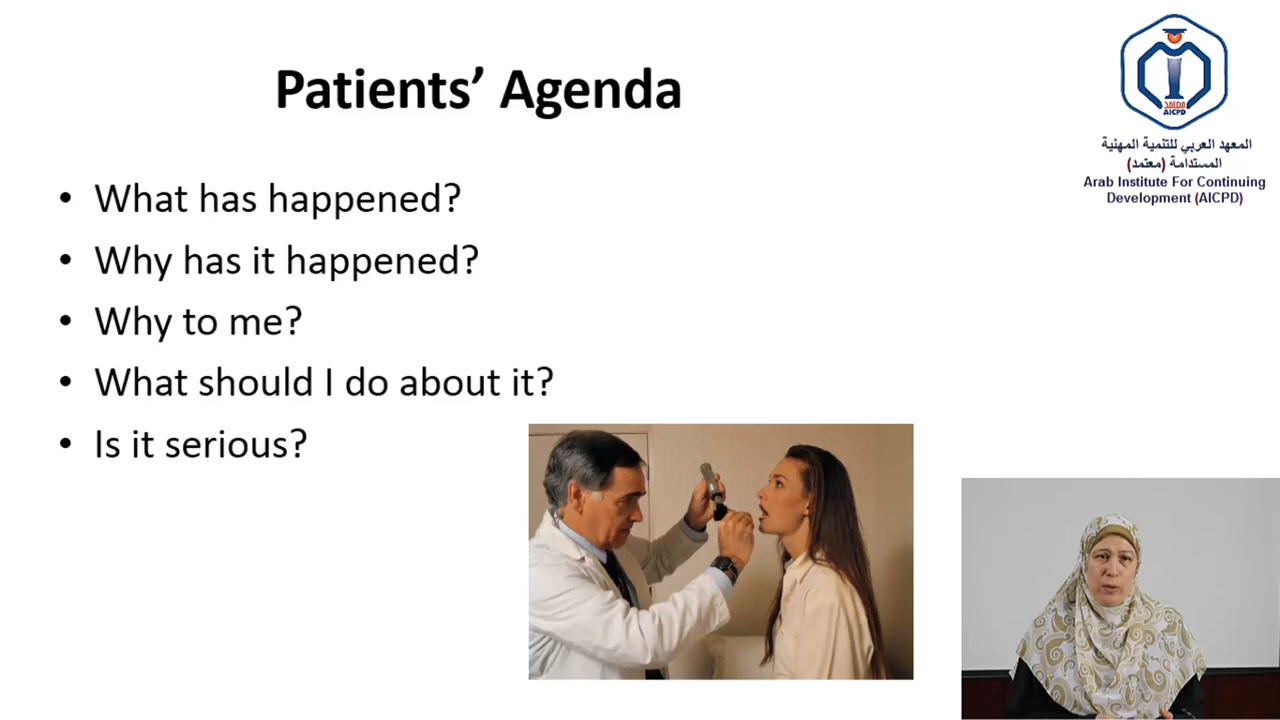 Patients’ Agenda
• What has happened?
• Why has it happened?
• Why to me?
• What should I do about it?
• Is it serious?
معتمد
AICPD
المعهد العربي للتنمية المهنية
المستدامة (معتمد)
Arab Institute For Continuing
Development (AICPD)